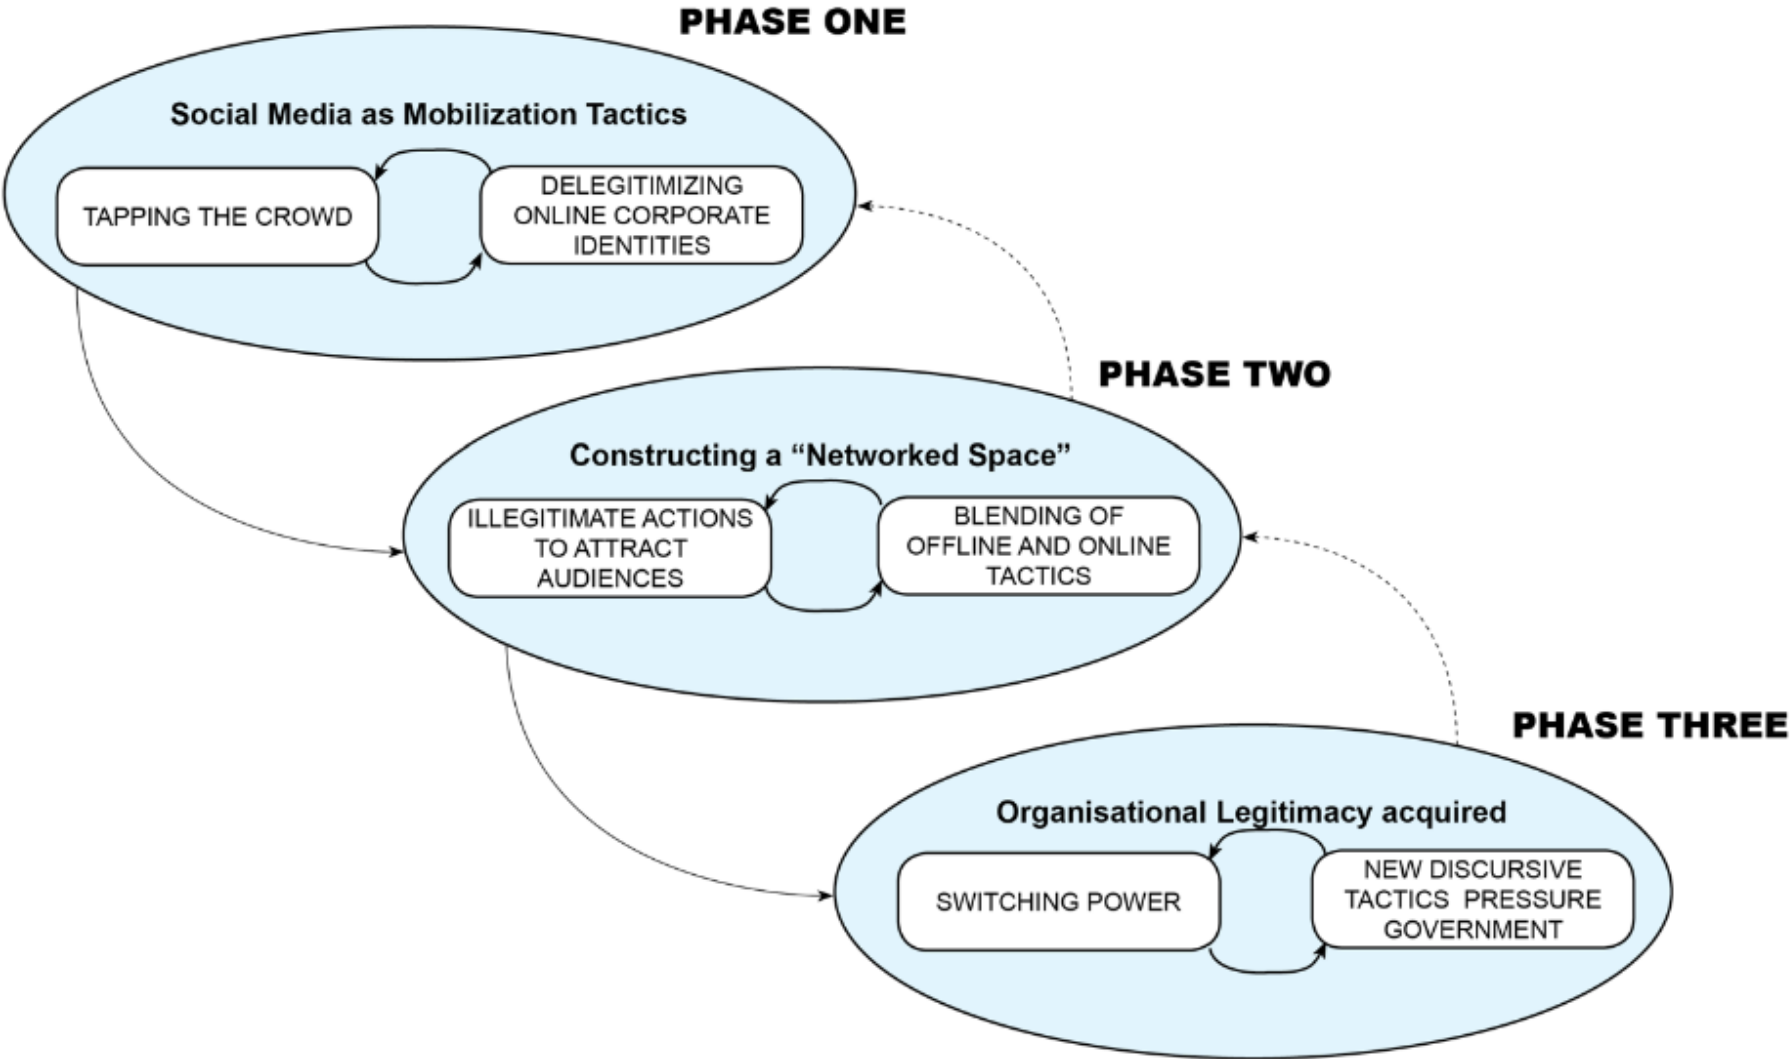 PHASE ONE
Social Media as Mobilization Tactics
TAPPING THE CROWD
DELEGITIMIZING
ONLINE CORPORATE
IDENTITIES
PHASE TWO
Constructing a “Networked Space”
ILLEGITIMATE ACTIONS
TO ATTRACT
AUDIENCES
BLENDING OF
OFFLINE AND ONLINE
TACTICS
PHASE THREE
Organisational Legitimacy acquired
SWITCHING POWER
NEW DISCURSIVE
TACTICS PRESSURE
GOVERNMENT